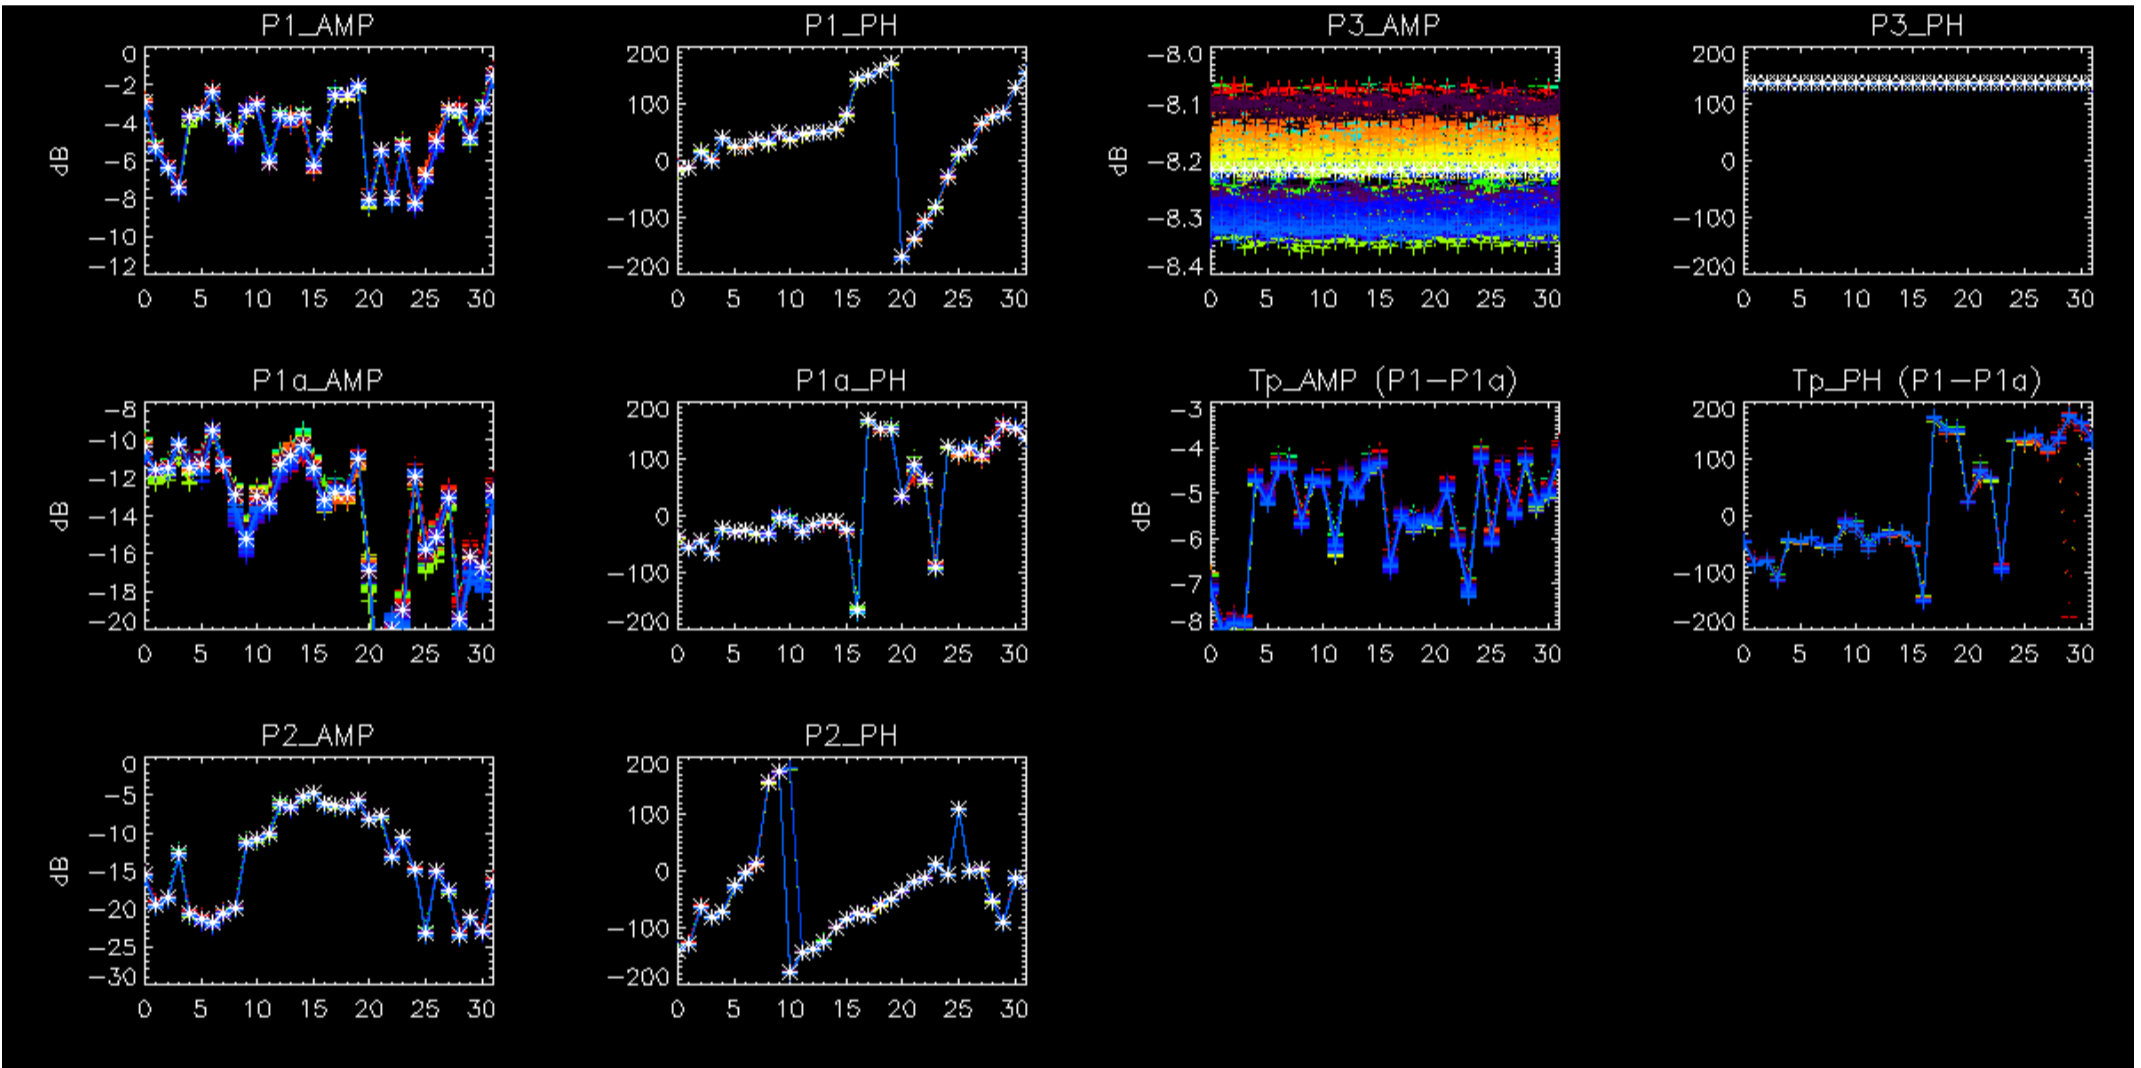 P1_AMP
0
−2
−4
−6
−8
−10
−12
dB
0 5 10 15 20 25 30
P1_PH
200
100
0
−100
−200
0 5 10 15 20 25 30
P3_AMP
−8.0
−8.1
−8.2
−8.3
−8.4
dB
0 5 10 15 20 25 30
P3_PH
200
100
0
−100
−200
0 5 10 15 20 25 30
P1a_AMP
−8
−10
−12
−14
−16
−18
−20
dB
0 5 10 15 20 25 30
P1a_PH
200
100
0
−100
−200
0 5 10 15 20 25 30
Tp_AMP (P1−P1a)
−3
−4
−5
−6
−7
−8
dB
0 5 10 15 20 25 30
Tp_PH (P1−P1a)
200
100
0
−100
−200
0 5 10 15 20 25 30
P2_AMP
0
−5
−10
−15
−20
−25
−30
dB
0 5 10 15 20 25 30
P2_PH
200
100
0
−100
−200
0 5 10 15 20 25 30